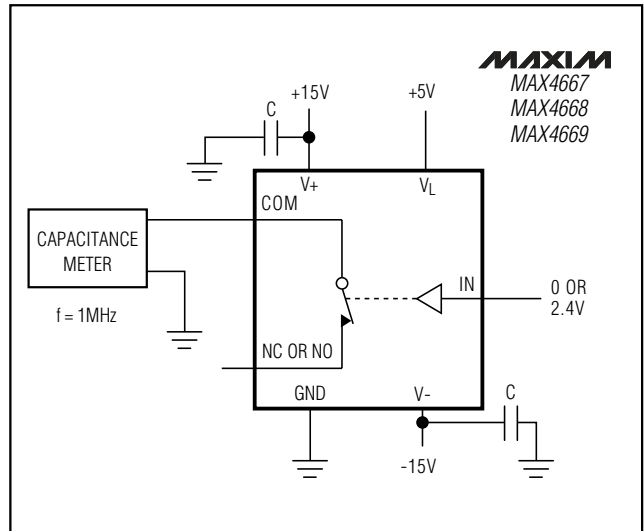 MAXIM
MAX4667
MAX4668
MAX4669
+15V
+5V
C
V+
VL
COM
CAPACITANCE
METER
IN
0 OR
2.4V
f = 1MHz
NC OR NO
GND
V-
C
-15V